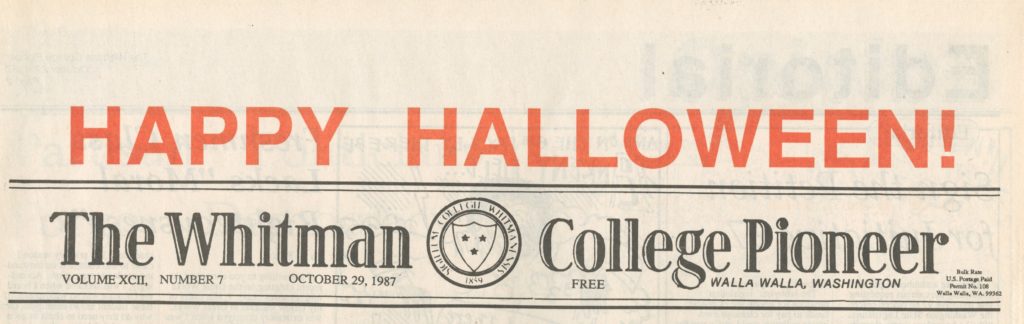 HAPPY HALLOWEEN!
The Whitman College Pioneer
SIGILLUM COLLEGII WHITMANENSIS
1859
VOLUME XCII, NUMBER 7 OCTOBER 29, 1987 FREE WALLA WALLA, WASHINGTON
Bulk Rate
U.S. Postage Paid
Permit No. 108
Walla Walla, WA. 99362